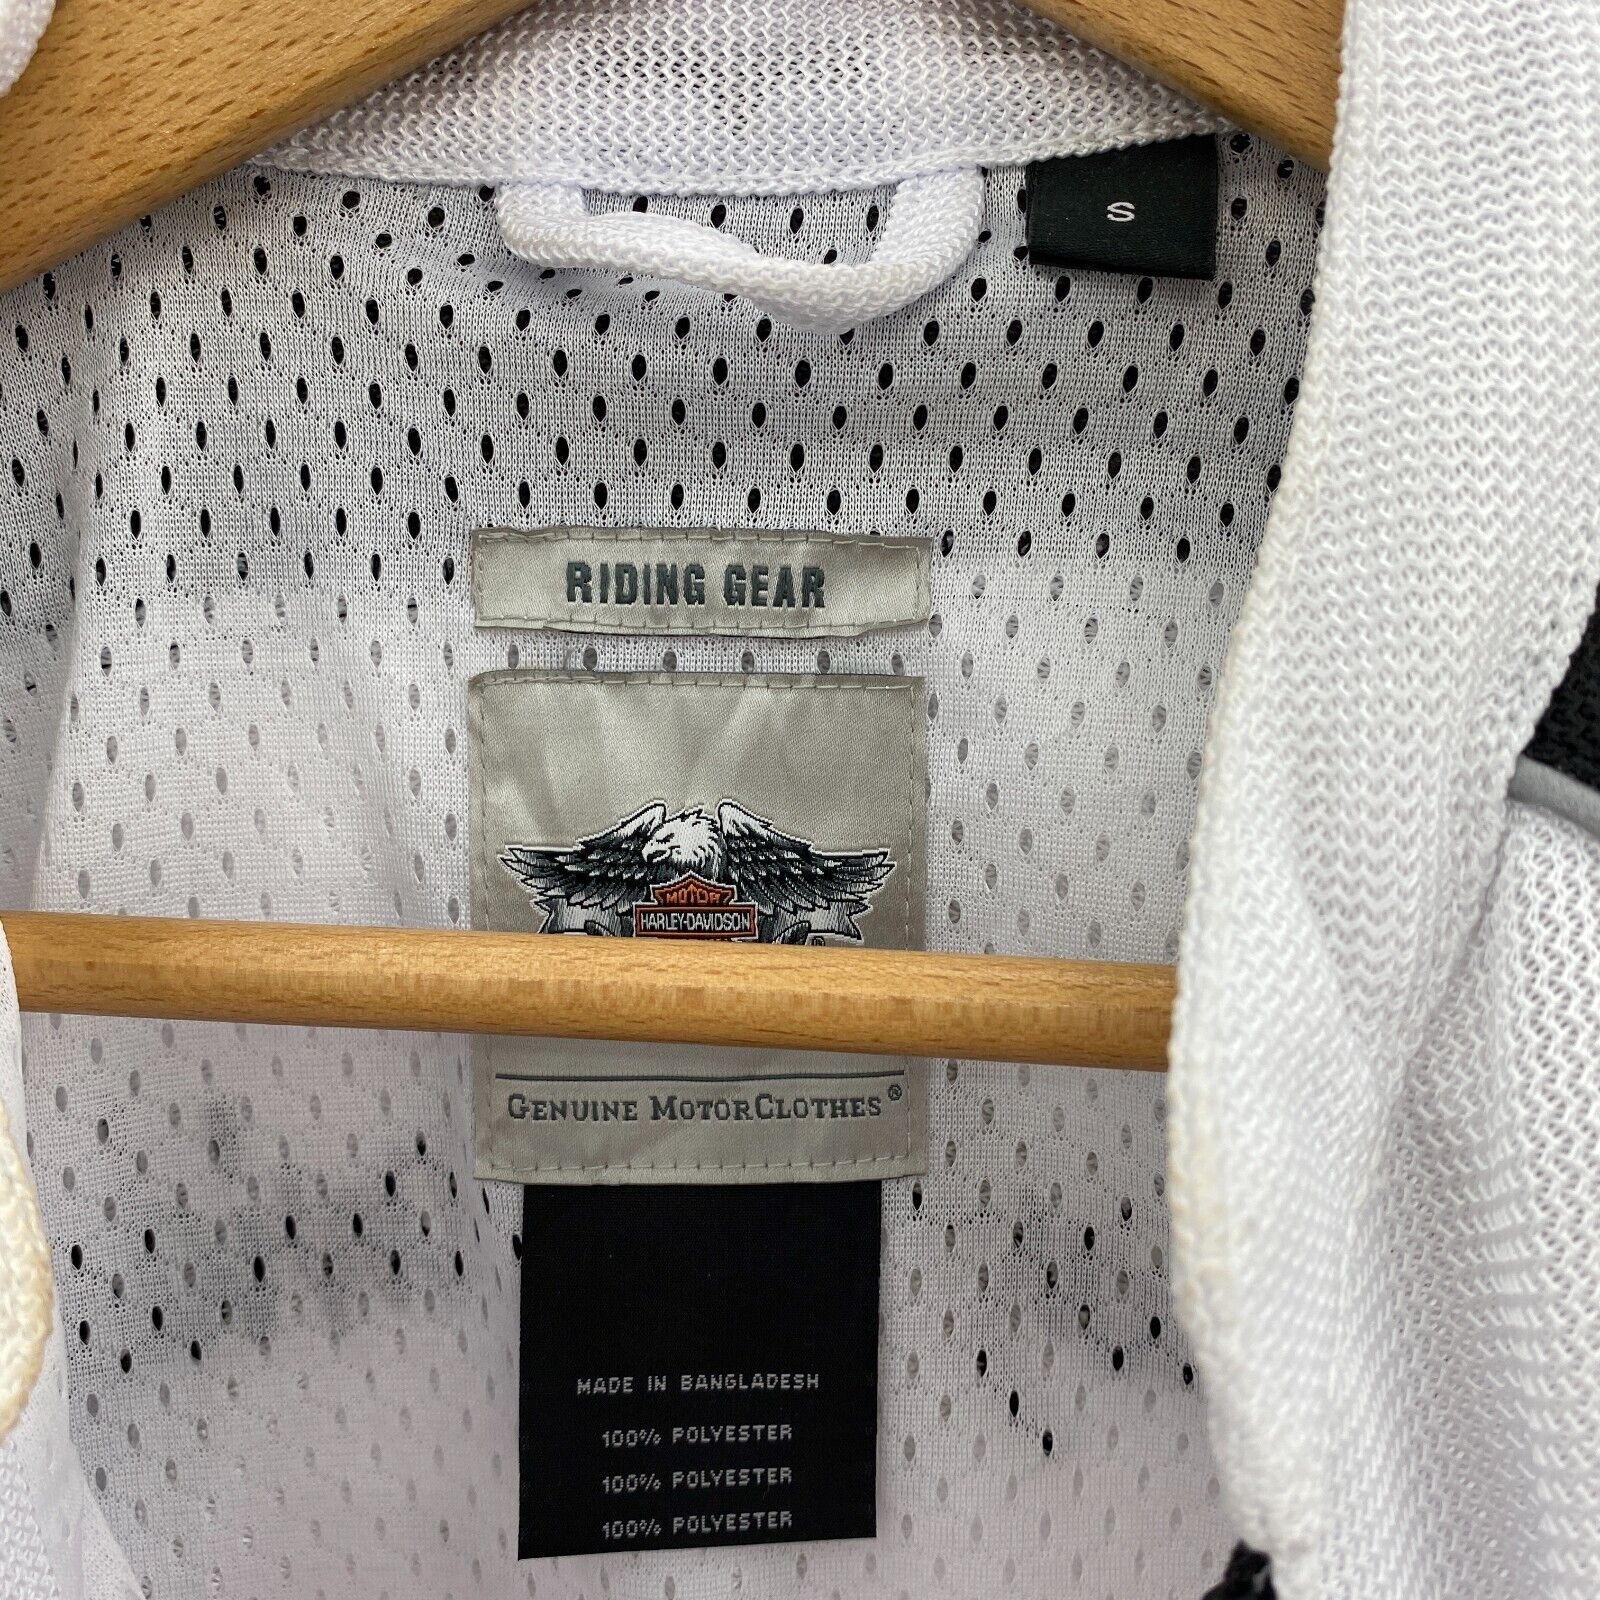 S
RIDING GEAR
MOTOR
HARLEY-DAVIDSON
®
GENUINE MOTORCLOTHES®
MADE IN BANGLADESH
100% POLYESTER
100% POLYESTER
100% POLYESTER